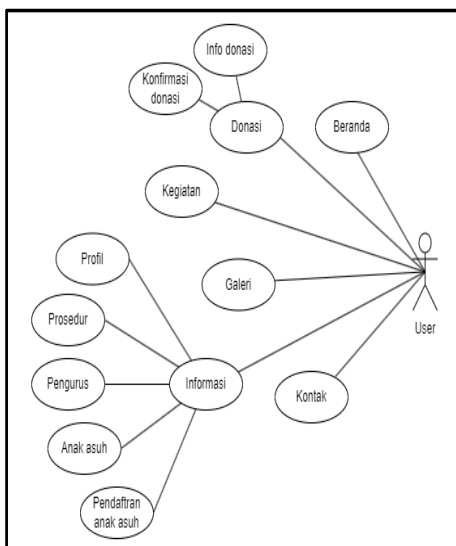 Info donasi
Konfirmasi
donasi
Donasi
Beranda
Kegiatan
Profil
Galeri
Prosedur
User
Pengurus
Informasi
Kontak
Anak asuh
Pendaftran
anak asuh